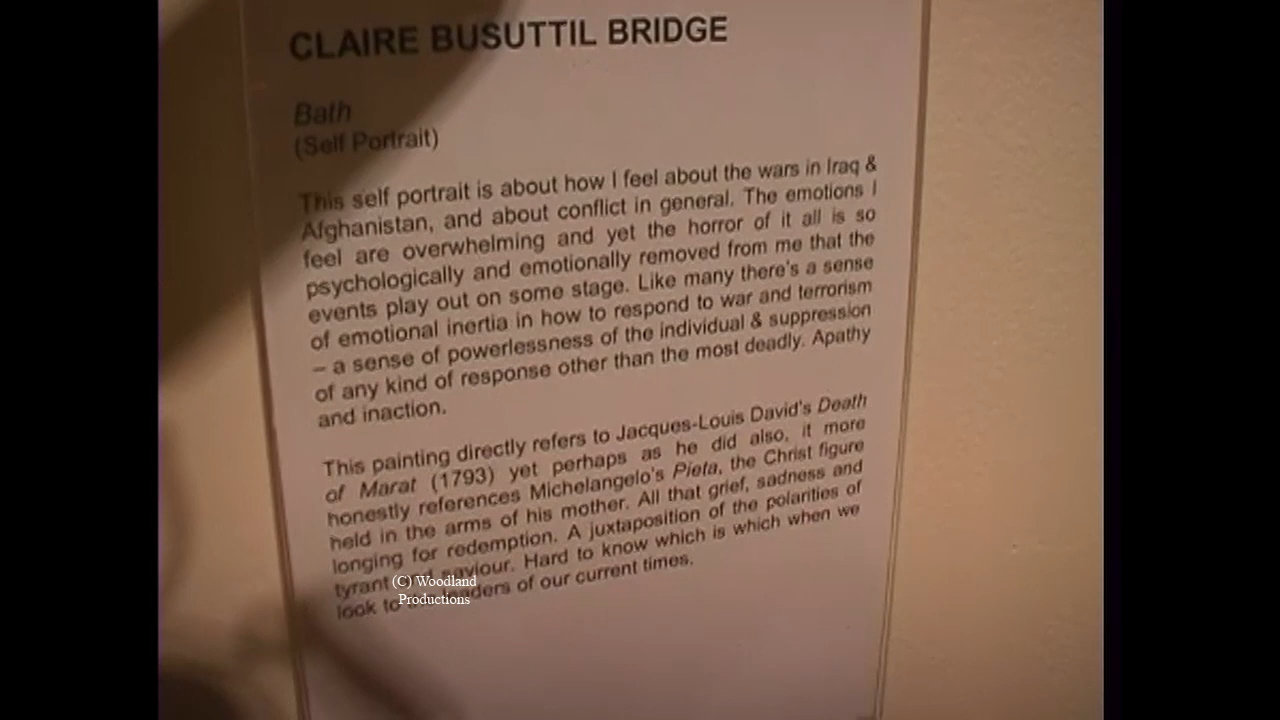 CLAIRE BUSUTTIL BRIDGE
Bath
(Self Portrait)
This self portrait is about how I feel about the wars in Iraq &
Afghanistan, and about conflict in general. The emotions I
feel are overwhelming and yet the horror of it all is so
psychologically and emotionally removed from me that the
events play out on some stage. Like many there's a sense
of emotional inertia in how to respond to war and terrorism
– a sense of powerlessness of the individual & suppression
of any kind of response other than the most deadly. Apathy
and inaction.
This painting directly refers to Jacques-Louis David's Death
of Marat (1793) yet perhaps as he did also, it more
honestly references Michelangelo's Pieta, the Christ figure
held in the arms of his mother. All that grief, sadness and
longing for redemption. A juxtaposition of the polarities of
tyrant and saviour. Hard to know which is which when we
look to the leaders of our current times.
(C) Woodland
Productions